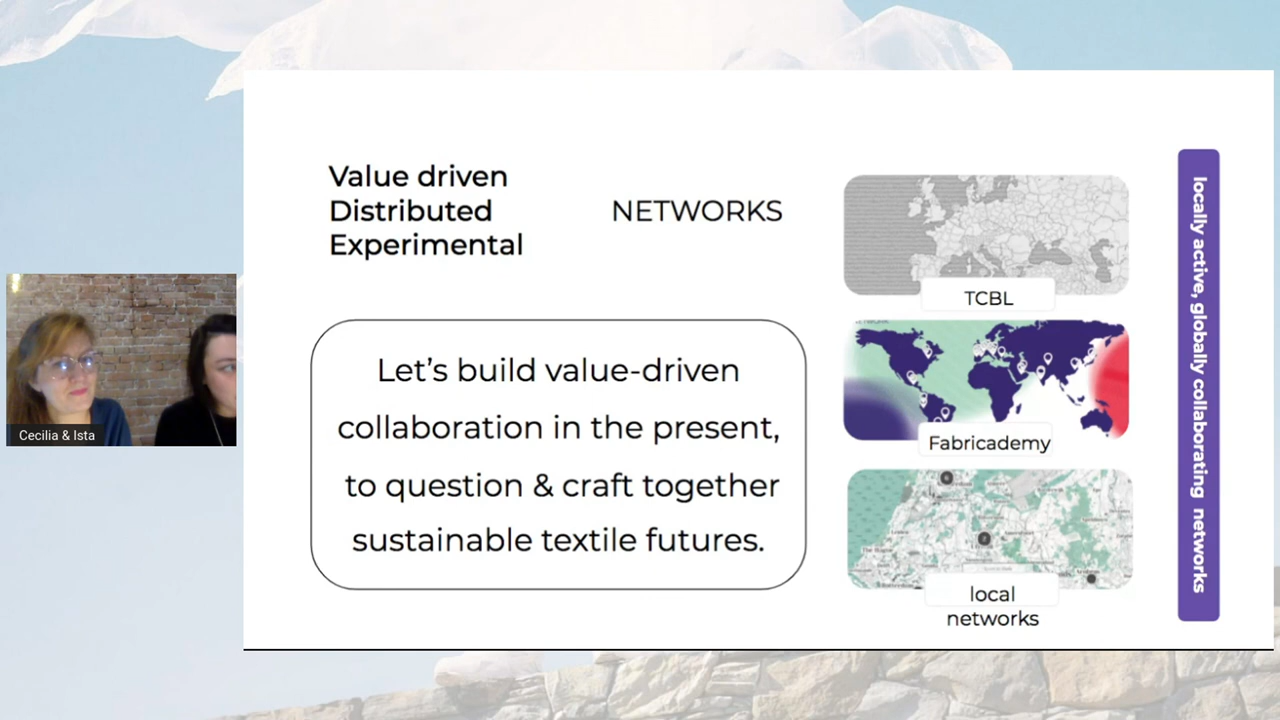 Value driven
Distributed
Experimental
NETWORKS
Let's build value-driven
collaboration in the present,
to question & craft together
sustainable textile futures.
TCBL
Fabricademy
local
networks
locally active, globally collaborating networks
Cecilia & Ista